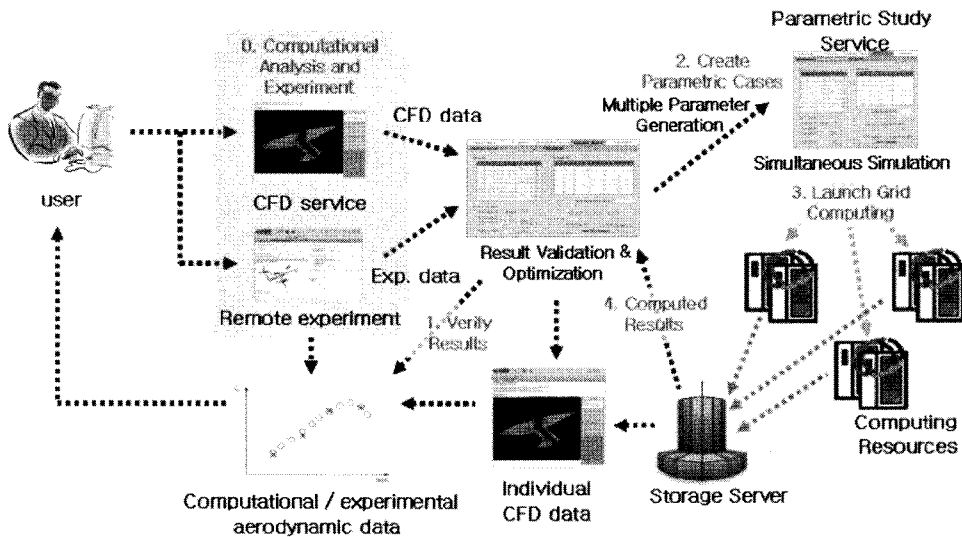 Parametric Study
Service
0. Computational
Analysis and
Experiment
2. Create
Parametric Cases
Multiple Parameter
Generation
CFD data
Simultaneous Simulation
user
CFD service
3. Launch Grid
Computing
Exp. data
Result Validation &
Optimization
Remote experiment
1. Verify
Results
4. Computed
Results
Computing
Resources
Computational / experimental
aerodynamic data
Individual
CFD data
Storage Server